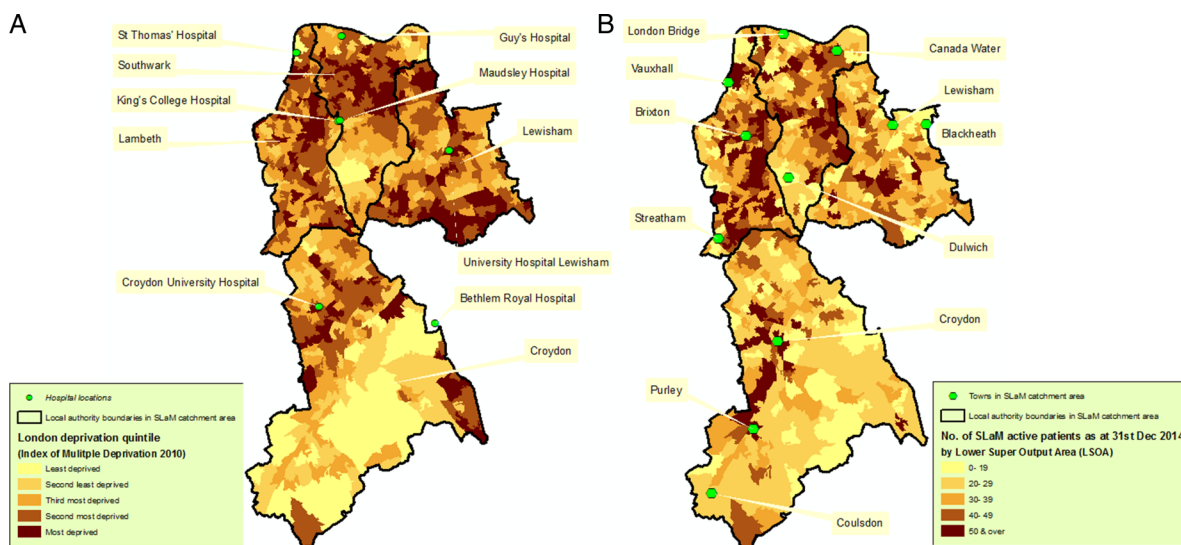 A
St Thomas' Hospital
Southwark
King's College Hospital
Lambeth
Guy's Hospital
Maudsley Hospital
Lewisham
Croydon University Hospital
University Hospital Lewisham
Bethlem Royal Hospital
Croydon
Hospital locations
Local authority boundaries in SLaM catchment area
London deprivation quintile
(Index of Mulitple Deprivation 2010)
Least deprived
Second least deprived
Third most deprived
Second most deprived
Most deprived
B
London Bridge
Vauxhall
Brixton
Streatham
Canada Water
Lewisham
Blackheath
Dulwich
Croydon
Purley
Coulsdon
Towns in SLaM catchment area
Local authority boundaries in SLaM catchment area
No. of SLaM active patients as at 31st Dec 2014
by Lower Super Output Area (LSOA)
0- 19
20- 29
30- 39
40- 49
50 & over